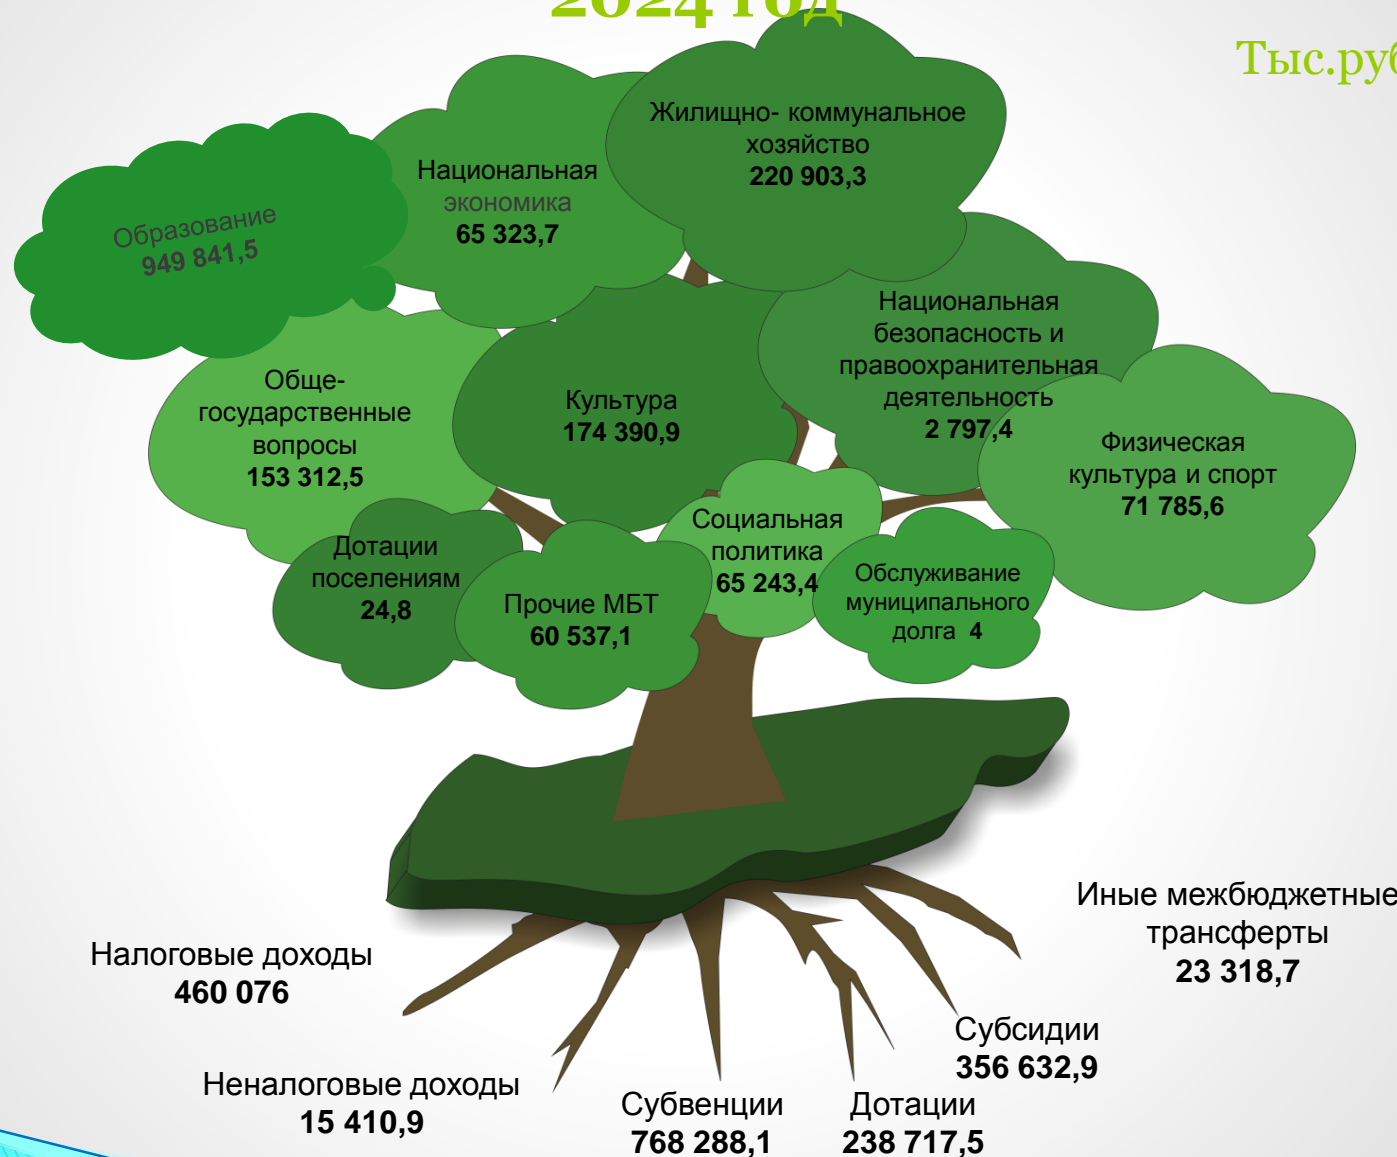 2024 год
Тыс.руб
Жилищно- коммунальное
хозяйство
220 903,3
Национальная
экономика
65 323,7
Образование
949 841,5
Национальная
безопасность и
правоохранительная
деятельность
2 797,4
Обще-
государственные
вопросы
153 312,5
Культура
174 390,9
Физическая
культура и спорт
71 785,6
Социальная
политика
65 243,4
Дотации
поселениям
24,8
Прочие МБТ
60 537,1
Обслуживание
муниципального
долга 4
Иные межбюджетные
трансферты
23 318,7
Налоговые доходы
460 076
Субсидии
356 632,9
Неналоговые доходы
15 410,9
Субвенции
768 288,1
Дотации
238 717,5